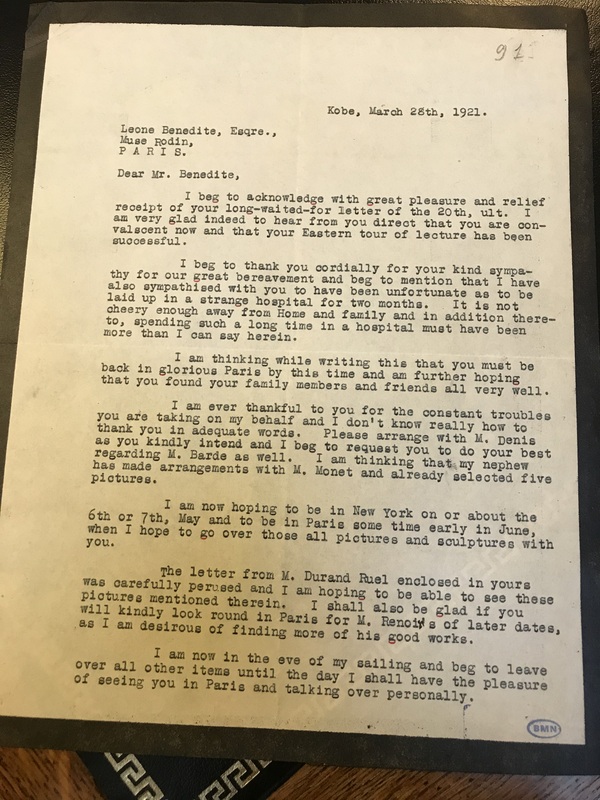 91
Kobe, March 28th, 1921.
Leone Benedite, Esqre.,
Muse Rodin,
P A R I S.
Dear Mr. Benedite,
I beg to acknowledge with great pleasure and relief
receipt of your long-waited-for letter of the 20th, ult. I
am very glad indeed to hear from you direct that you are con-
valscent now and that your Eastern tour of lecture has been
successful.
I beg to thank you cordially for your kind sympa-
thy for our great bereavement and beg to mention that I have
also sympathised with you to have been unfortunate as to be
laid up in a strange hospital for two months. It is not
cheery enough away from Home and family and in addition there-
to, spending such a long time in a hospital must have been
more than I can say herein.
I am thinking while writing this that you must be
back in glorious Paris by this time and am further hoping
that you found your family members and friends all very well.
I am ever thankful to you for the constant troubles
you are taking on my behalf and I don't know really how to
thank you in adequate words. Please arrange with M. Denis
as you kindly intend and I beg to request you to do your best
regarding M. Barde as well. I am thinking that my nephew
has made arrangements with M. Monet and already selected five
pictures.
I am now hoping to be in New York on or about the
6th or 7th, May and to be in Paris some time early in June,
when I hope to go over those all pictures and sculptures with
you.
The letter from M. Durand Ruel enclosed in yours
was carefully perused and I am hoping to be able to see these
pictures mentioned therein. I shall also be glad if you
will kindly look round in Paris for M. Renoir's of later dates,
as I am desirous of finding more of his good works.
I am now in the eve of my sailing and beg to leave
over all other items until the day I shall have the pleasure
of seeing you in Paris and talking over personally.
BMN